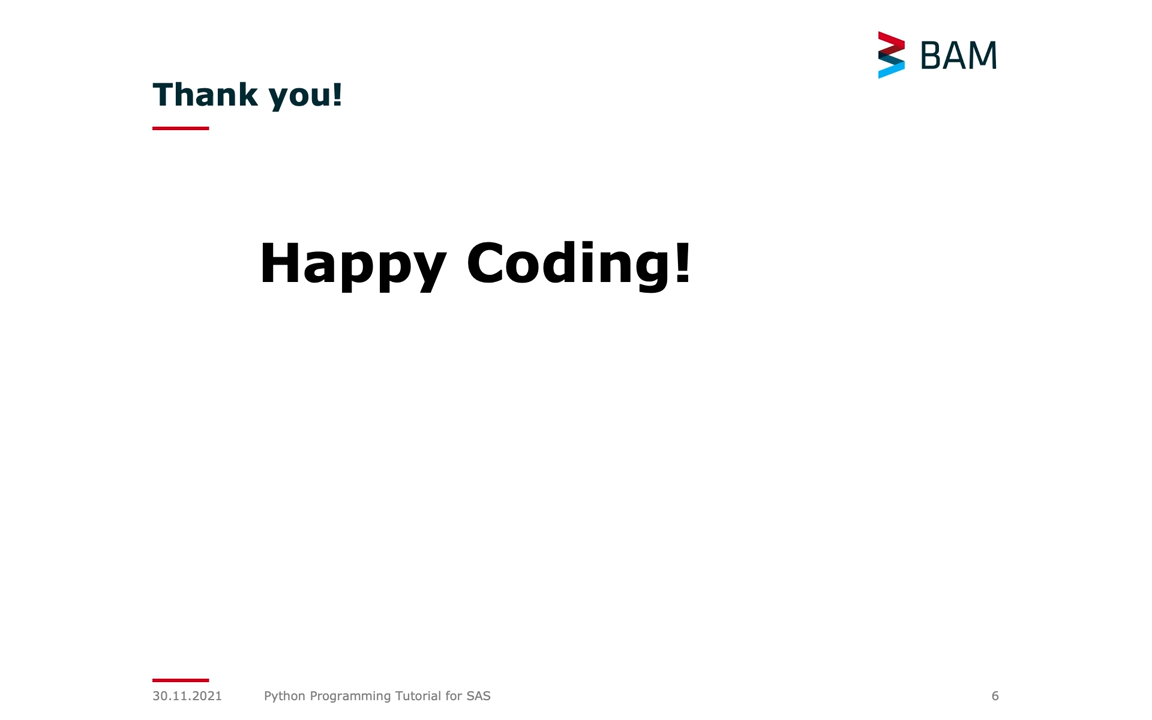 BAM
Thank you!
Happy Coding!
30.11.2021 Python Programming Tutorial for SAS 6